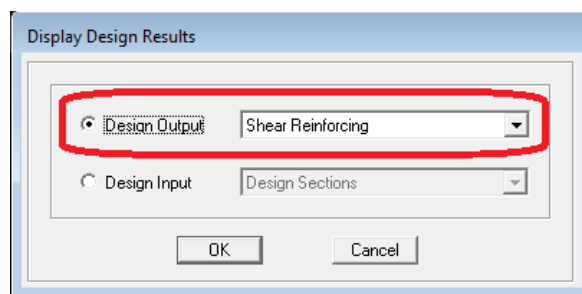 Display Design Results
Design Output Shear Reinforcing
Design Input Design Sections
OK Cancel